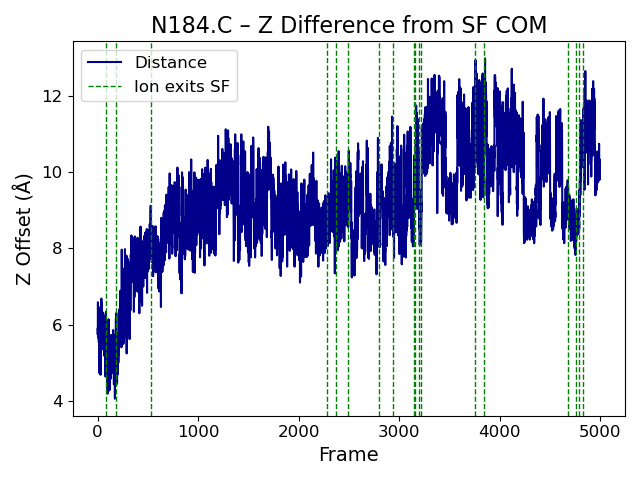 N184.C – Z Difference from SF COM
Distance
Ion exits SF
Z Offset (Å)
12
10
8
6
4
0
1000
2000
3000
4000
5000
Frame